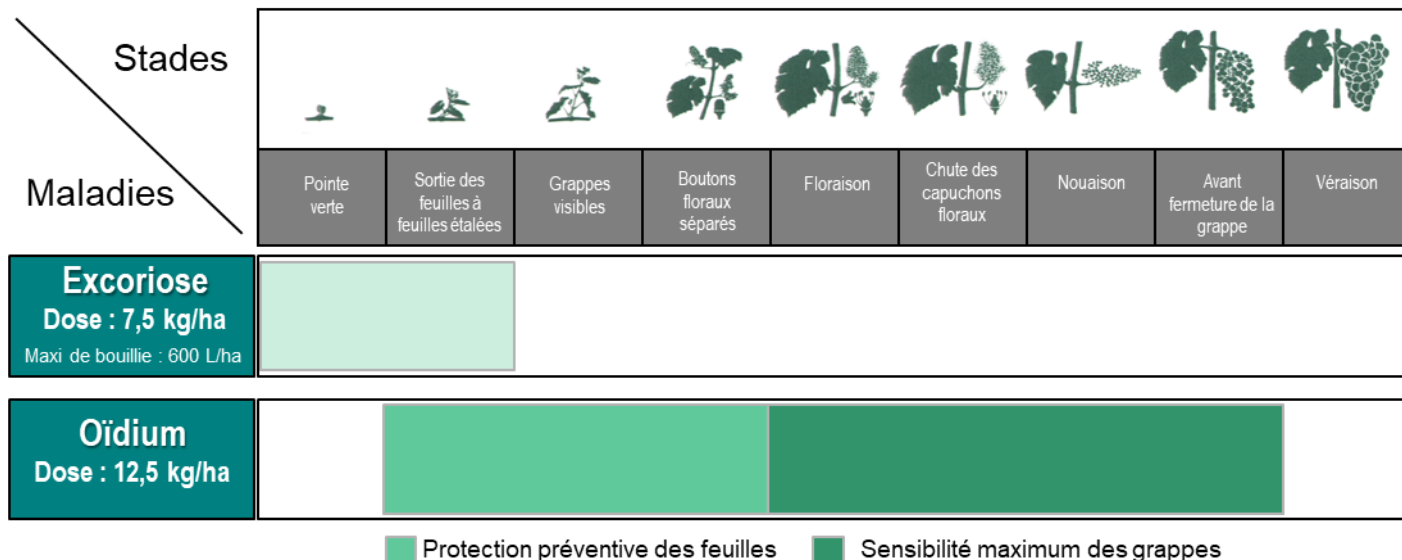 Stades
Maladies
Pointe
verte
Sortie des
feuilles à
feuilles étalées
Grappes
visibles
Boutons
floraux
séparés
Floraison
Chute des
capuchons
floraux
Nouaison
Avant
fermeture de la
grappe
Véraison
Excoriose
Dose : 7,5 kg/ha
Maxi de bouillie : 600 L/ha
Oïdium
Dose : 12,5 kg/ha
Protection préventive des feuilles
Sensibilité maximum des grappes